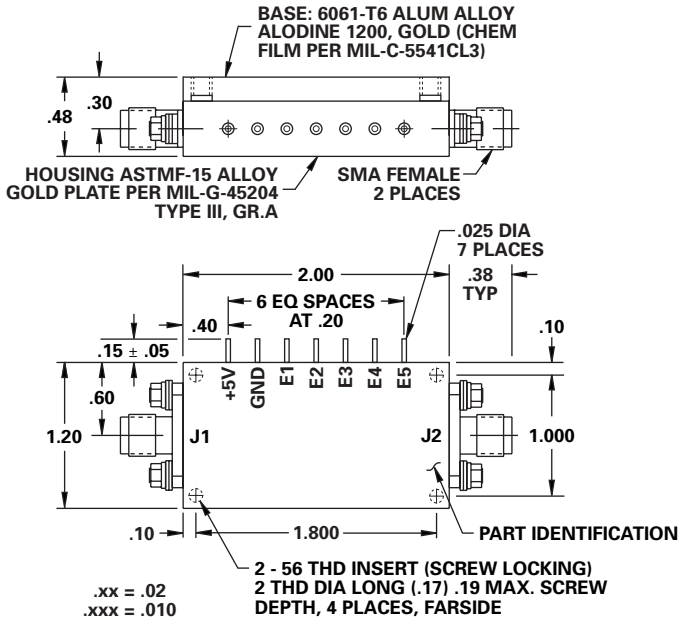 BASE: 6061-T6 ALUM ALLOY
ALODINE 1200, GOLD (CHEM
FILM PER MIL-C-5541CL3)
.30
.48
HOUSING ASTMF-15 ALLOY
GOLD PLATE PER MIL-G-45204
TYPE III, GR.A
SMA FEMALE
2 PLACES
.025 DIA
7 PLACES
2.00
.38
TYP
6 EQ SPACES
AT .20
.40
.10
.15 ± .05
+5V
GND
E1
E2
E3
E4
E5
.60
1.20
J1
J2
1.000
.10
1.800
PART IDENTIFICATION
2 - 56 THD INSERT (SCREW LOCKING)
2 THD DIA LONG (.17) .19 MAX. SCREW
DEPTH, 4 PLACES, FARSIDE
.xx = .02
.xxx = .010